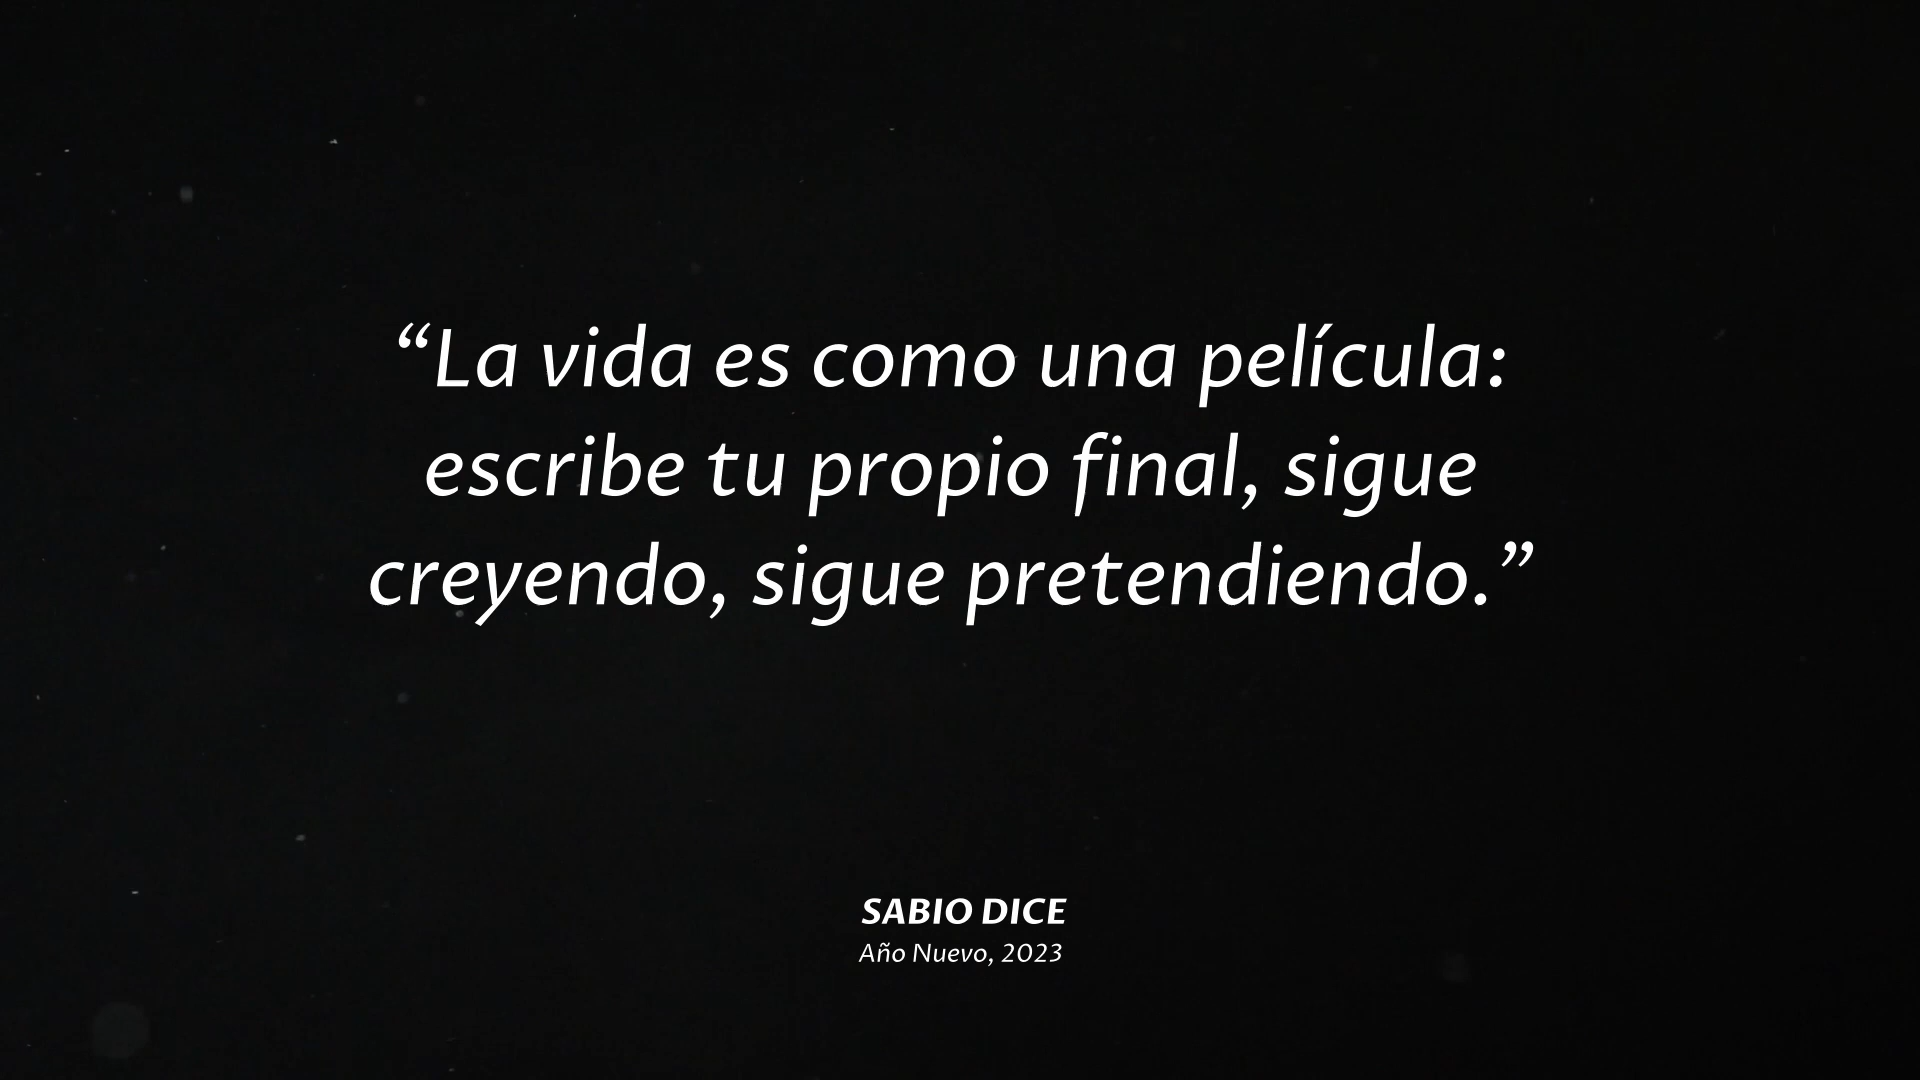 “La vida es como una película:
escribe tu propio final, sigue
creyendo, sigue pretendiendo.”
SABIO DICE
Año Nuevo, 2023